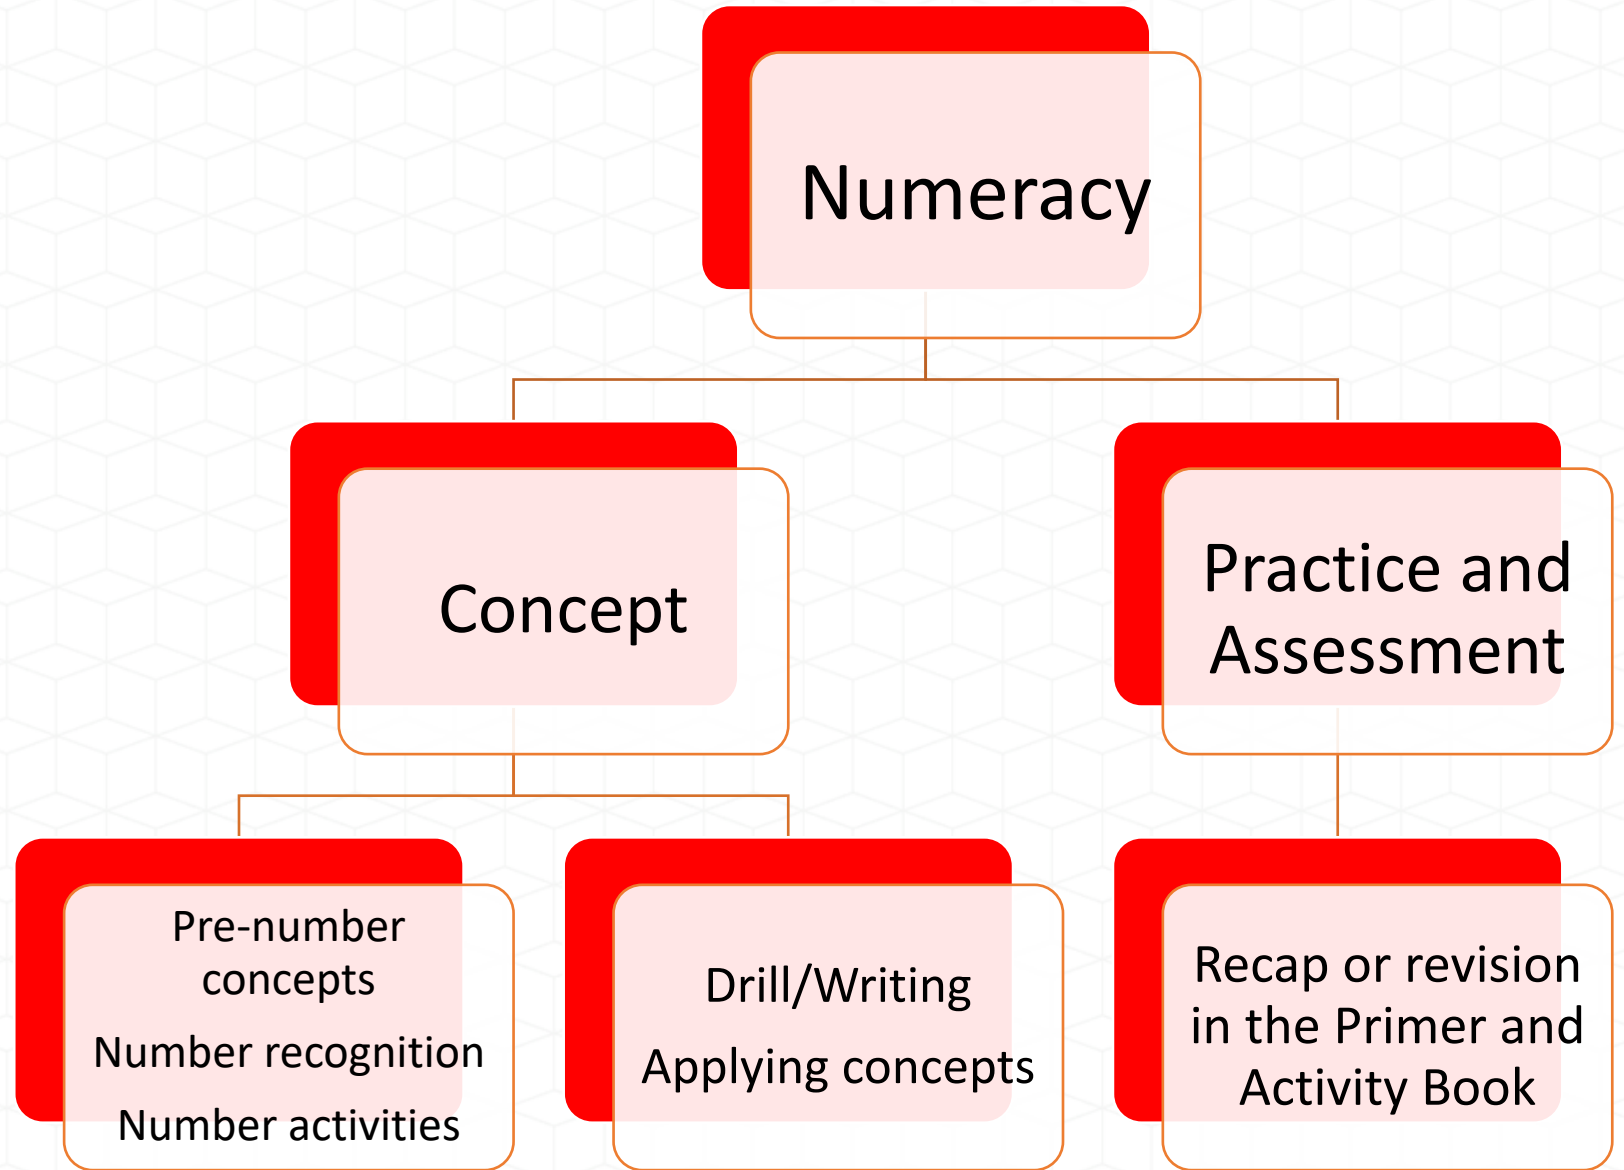 Numeracy
Concept
Practice and
Assessment
Pre-number
concepts
Number recognition
Number activities
Drill/Writing
Applying concepts
Recap or revision
in the Primer and
Activity Book